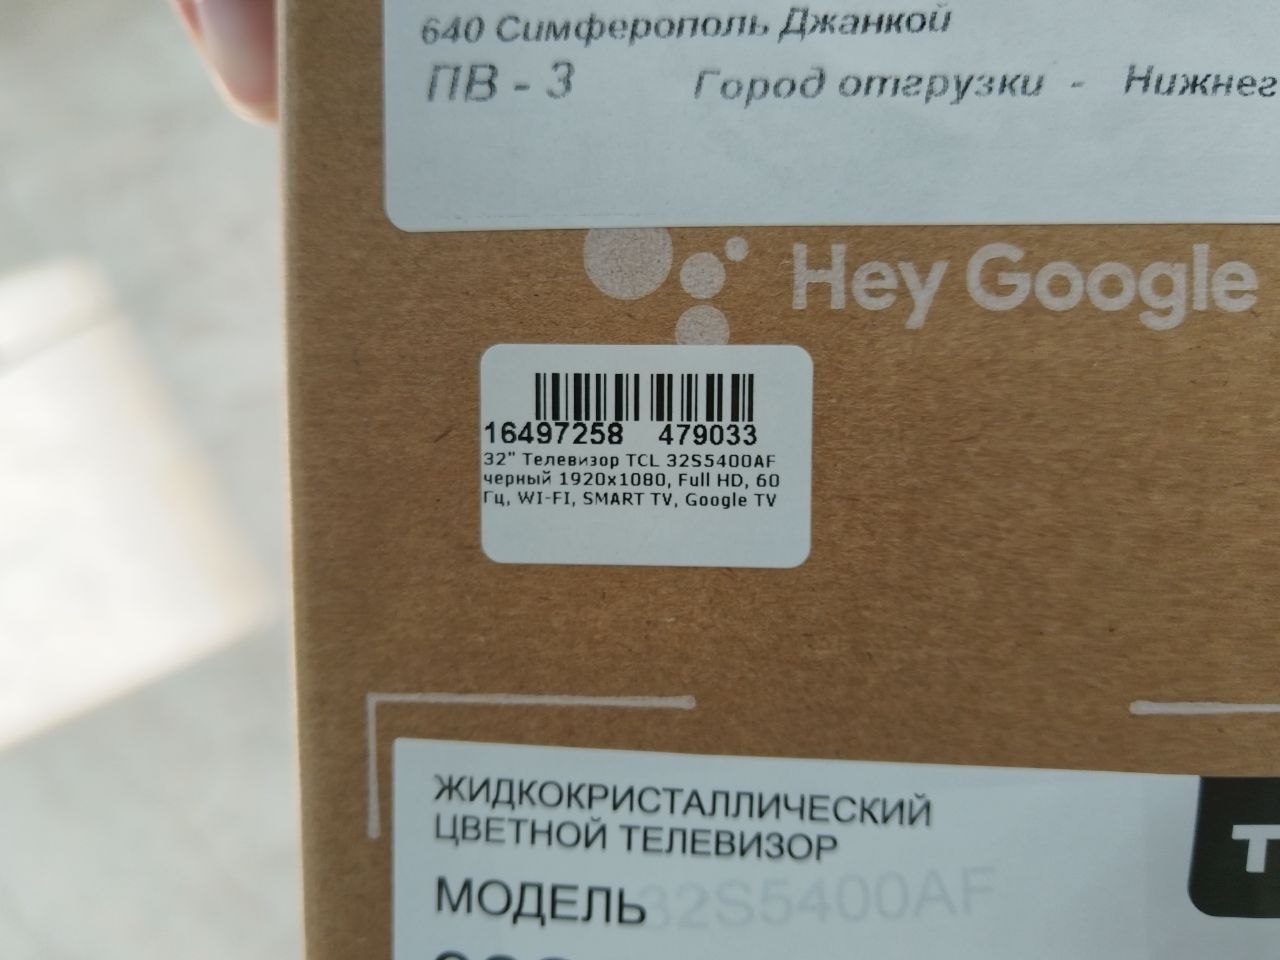 640 Симферополь Джанкой
ПВ - 3 Город отгрузки - Нижнег
Hey Google
16497258 479033
32" Телевизор TCL 32S5400AF
черный 1920x1080, Full HD, 60
Гц, WI-FI, SMART TV, Google TV
ЖИДКОКРИСТАЛЛИЧЕСКИЙ
ЦВЕТНОЙ ТЕЛЕВИЗОР
МОДЕЛЬ 32S5400AF